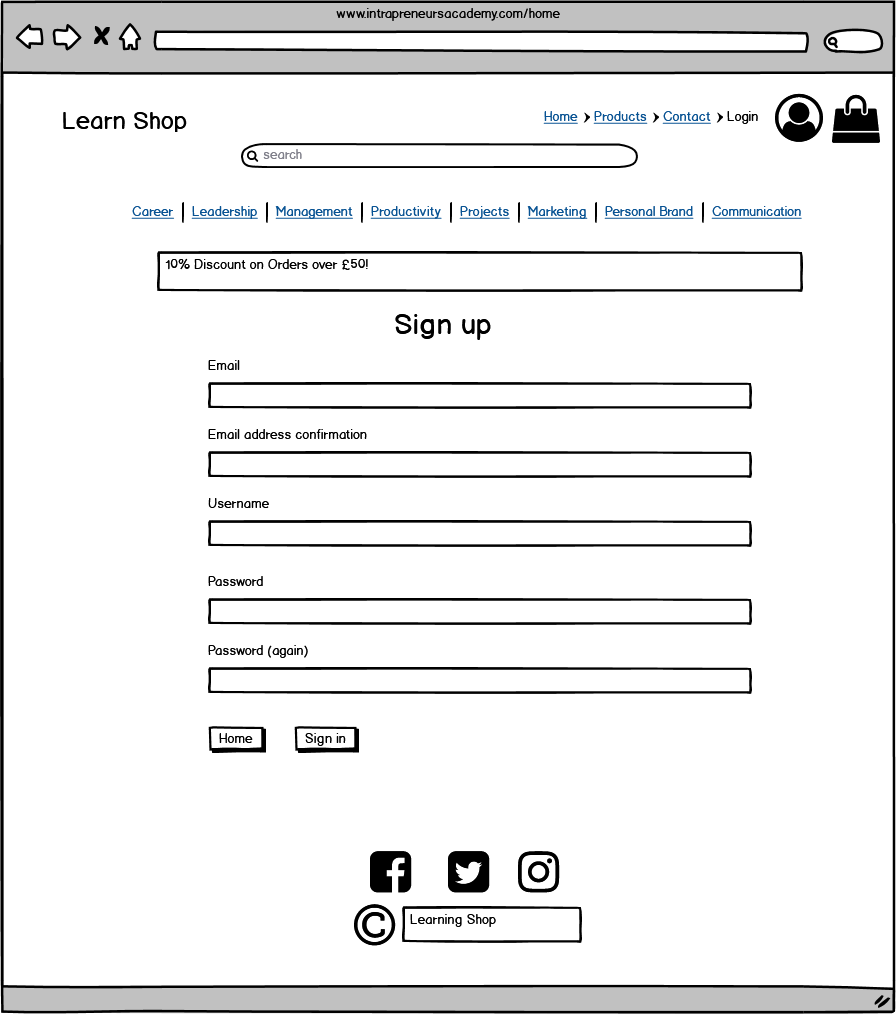 www.intrapreneursacademy.com/home
Learn Shop
Home Products Contact Login
search
Career Leadership Management Productivity Projects Marketing Personal Brand Communication
10% Discount on Orders over £50!
Sign up
Email
Email address confirmation
Username
Password
Password (again)
Home Sign in
© Learning Shop